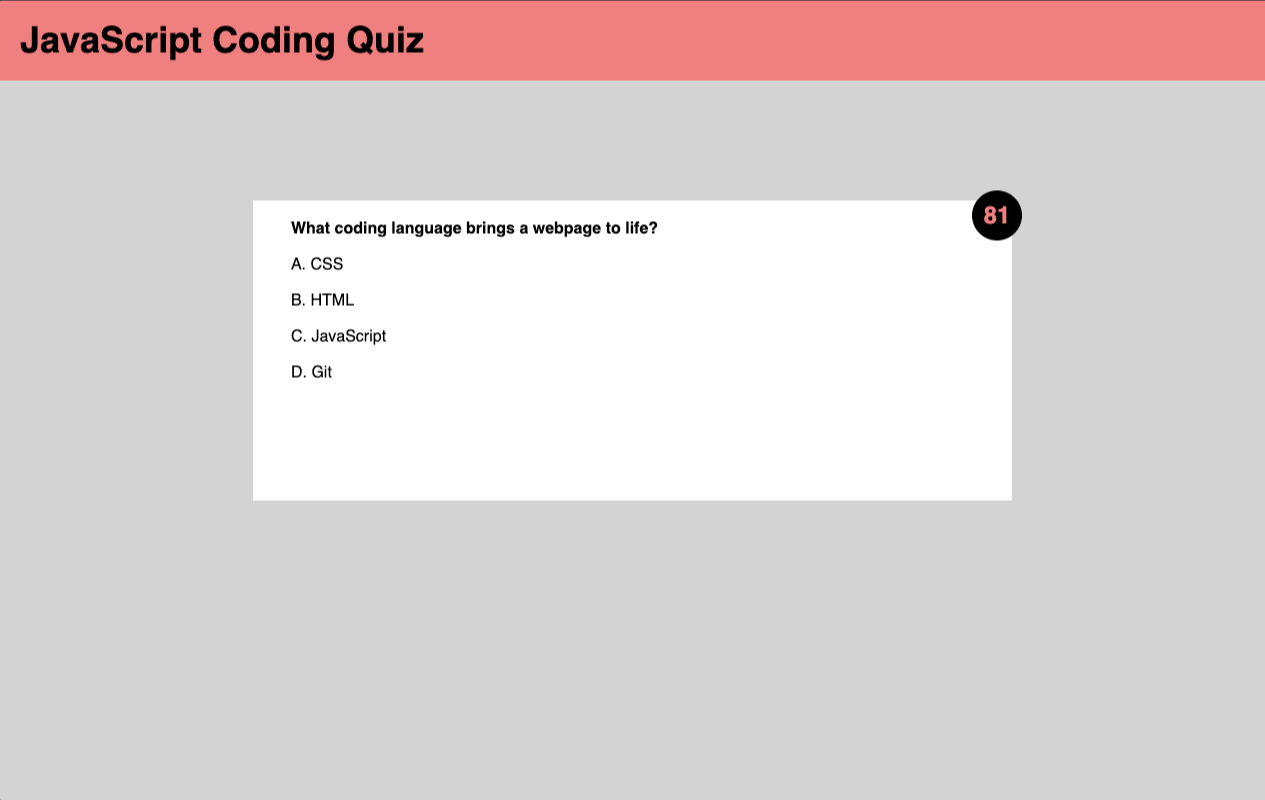 JavaScript Coding Quiz
81
What coding language brings a webpage to life?
A. CSS
B. HTML
C. JavaScript
D. Git